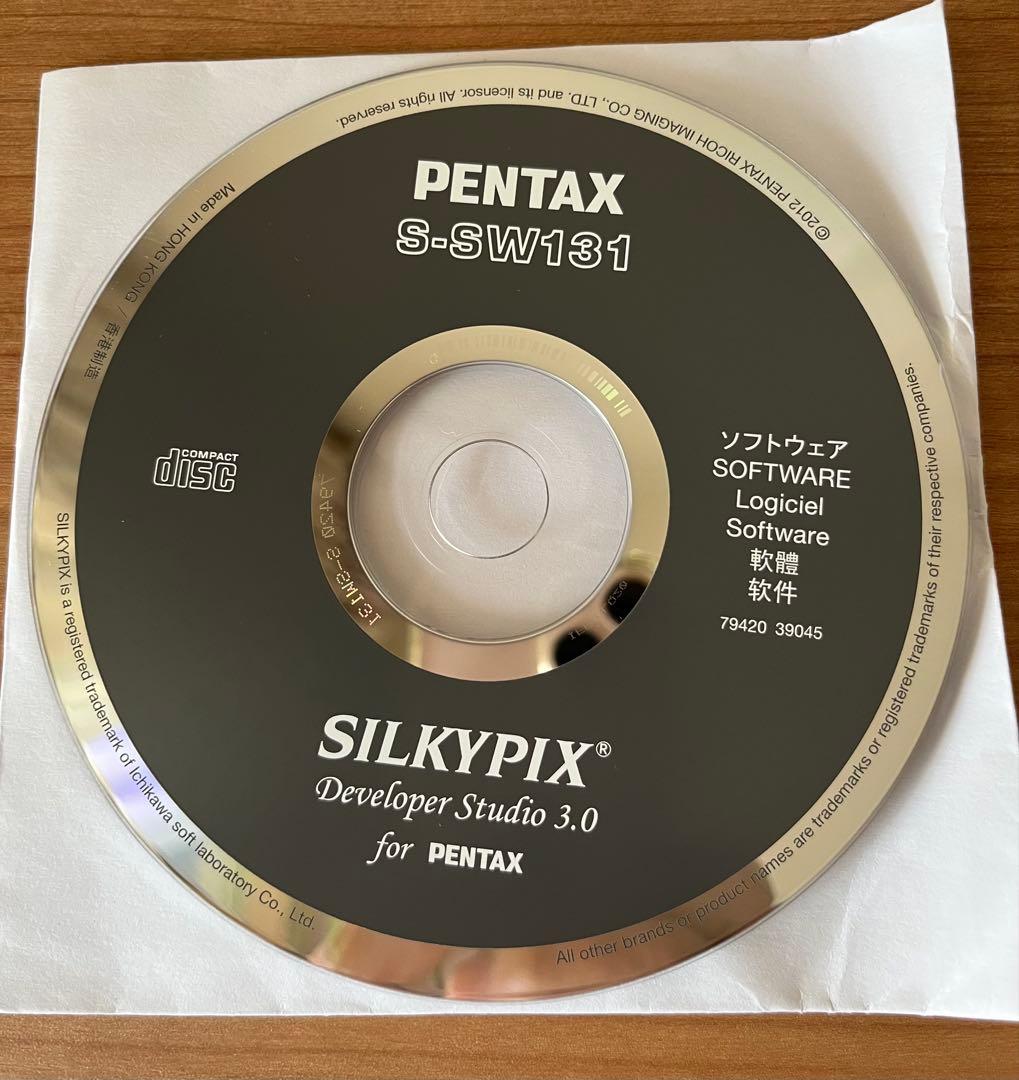 ©2012 PENTAX RICOH IMAGING CO., LTD. and its licensor. All rights reserved.
Made in HONG KONG / 香港制造
PENTAX
S-SW131
COMPACT
disc
ソフトウェア
SOFTWARE
Logiciel
Software
軟體
软件
79420 39045
SILKYPIX®
Developer Studio 3.0
for PENTAX
SILKYPIX is a registered trademark of Ichikawa soft laboratory Co., Ltd.
All other brands or product names are trademarks or registered trademarks of their respective companies.